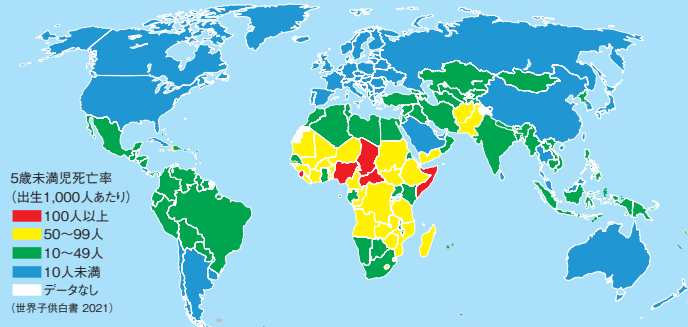 5歳未満児死亡率
(出生1,000人あたり)
100人以上
50〜99人
10〜49人
10人未満
データなし
(世界子供白書 2021)